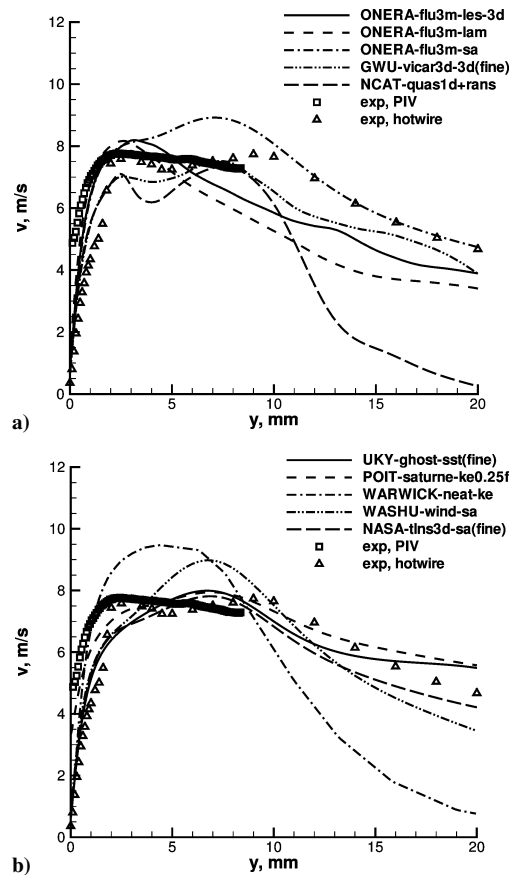 ONERA-flu3m-les-3d
ONERA-flu3m-lam
ONERA-flu3m-sa
GWU-vicar3d-3d(fine)
NCAT-quas1d+rans
exp, PIV
exp, hotwire
12
10
8
6
4
2
0
v, m/s
0 5 10 15 20
y, mm
a)
UKY-ghost-sst(fine)
POIT-saturne-ke0.25f
WARWICK-neat-ke
WASHU-wind-sa
NASA-tlns3d-sa(fine)
exp, PIV
exp, hotwire
12
10
8
6
4
2
0
v, m/s
0 5 10 15 20
y, mm
b)